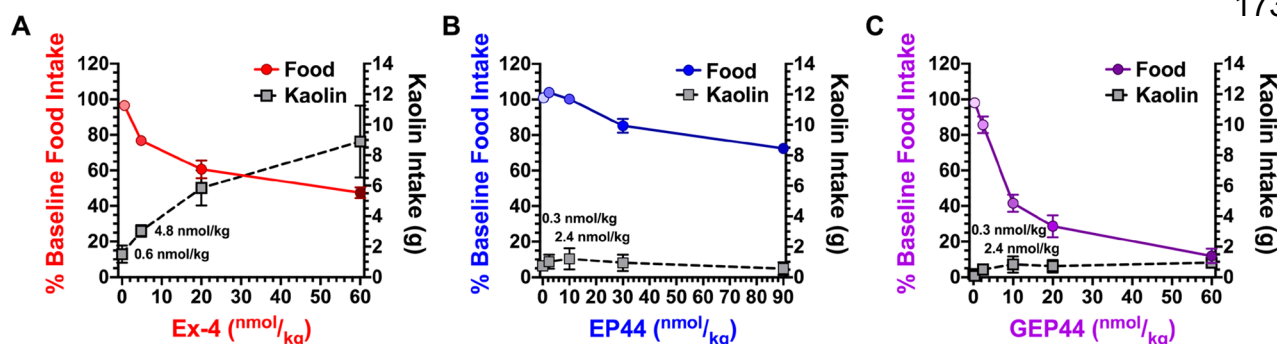 173
A
% Baseline Food Intake
120
100
80
60
40
20
0
Food
Kaolin
4.8 nmol/kg
0.6 nmol/kg
14
12
10
8
6
4
2
0
Kaolin Intake (g)
0 10 20 30 40 50 60
Ex-4 (nmol/kg)
B
% Baseline Food Intake
120
100
80
60
40
20
0
Food
Kaolin
0.3 nmol/kg
2.4 nmol/kg
14
12
10
8
6
4
2
0
Kaolin Intake (g)
0 10 20 30 40 50 60 70 80 90
EP44 (nmol/kg)
C
% Baseline Food Intake
120
100
80
60
40
20
0
Food
Kaolin
0.3 nmol/kg
2.4 nmol/kg
14
12
10
8
6
4
2
0
Kaolin Intake (g)
0 10 20 30 40 50 60
GEP44 (nmol/kg)